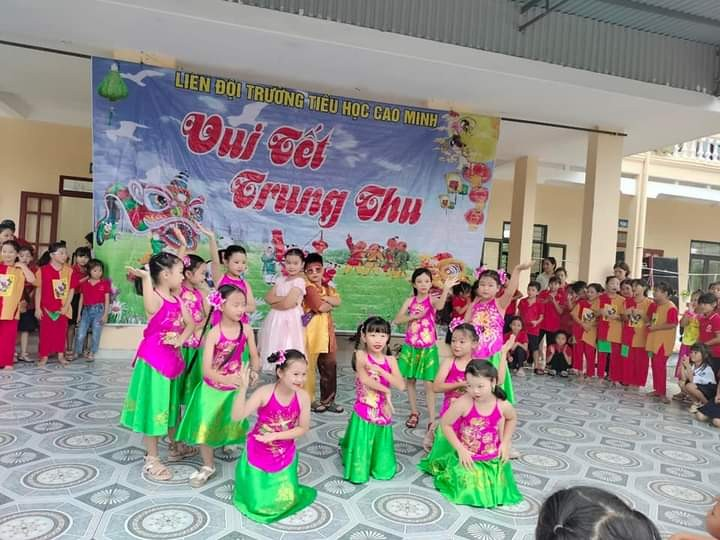 LIÊN ĐỘI TRƯỜNG TIỂU HỌC CAO MINH
Vui Tết
Trung Thu